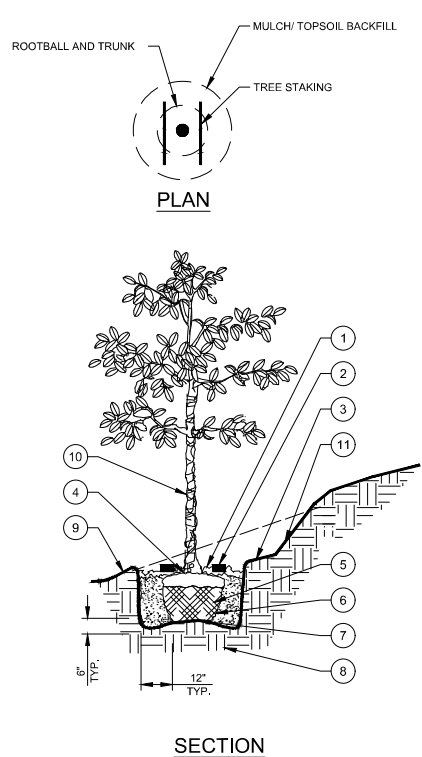 MULCH/ TOPSOIL BACKFILL
ROOTBALL AND TRUNK
TREE STAKING
PLAN
1
2
3
11
10
4
9
5
6
7
8
6"
TYP.
12"
TYP.
SECTION